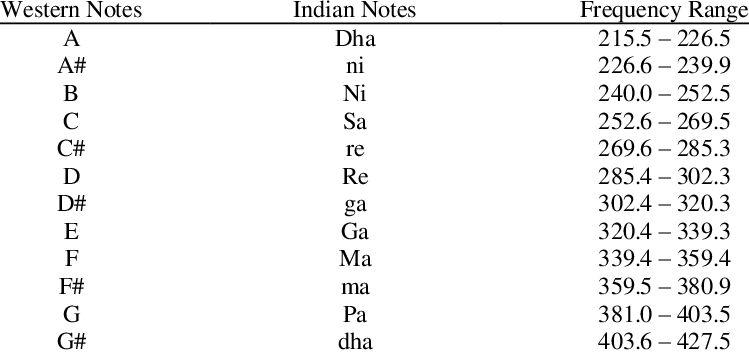 Western Notes Indian Notes Frequency Range
A Dha 215.5 – 226.5
A# ni 226.6 – 239.9
B Ni 240.0 – 252.5
C Sa 252.6 – 269.5
C# re 269.6 – 285.3
D Re 285.4 – 302.3
D# ga 302.4 – 320.3
E Ga 320.4 – 339.3
F Ma 339.4 – 359.4
F# ma 359.5 – 380.9
G Pa 381.0 – 403.5
G# dha 403.6 – 427.5